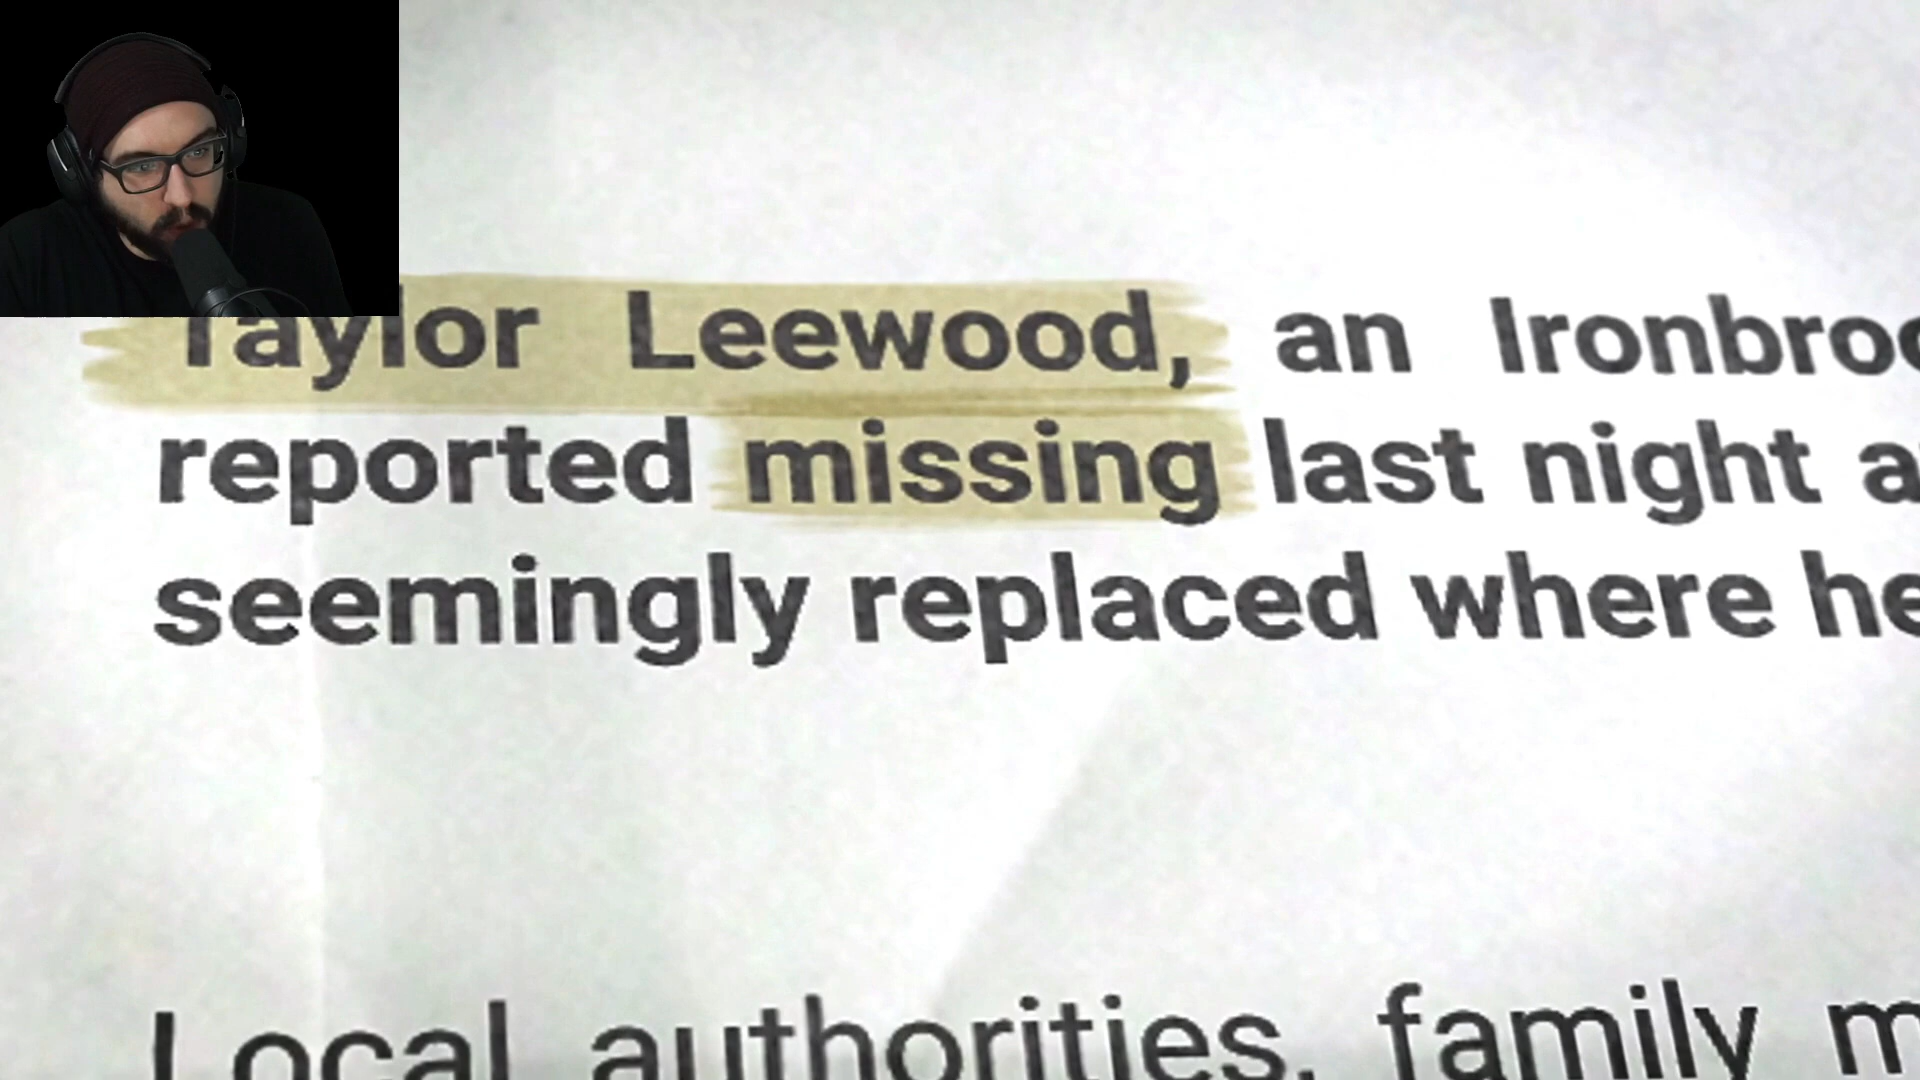 Taylor Leewood, an
reported missing last night
seemingly replaced where
Local authorities, family